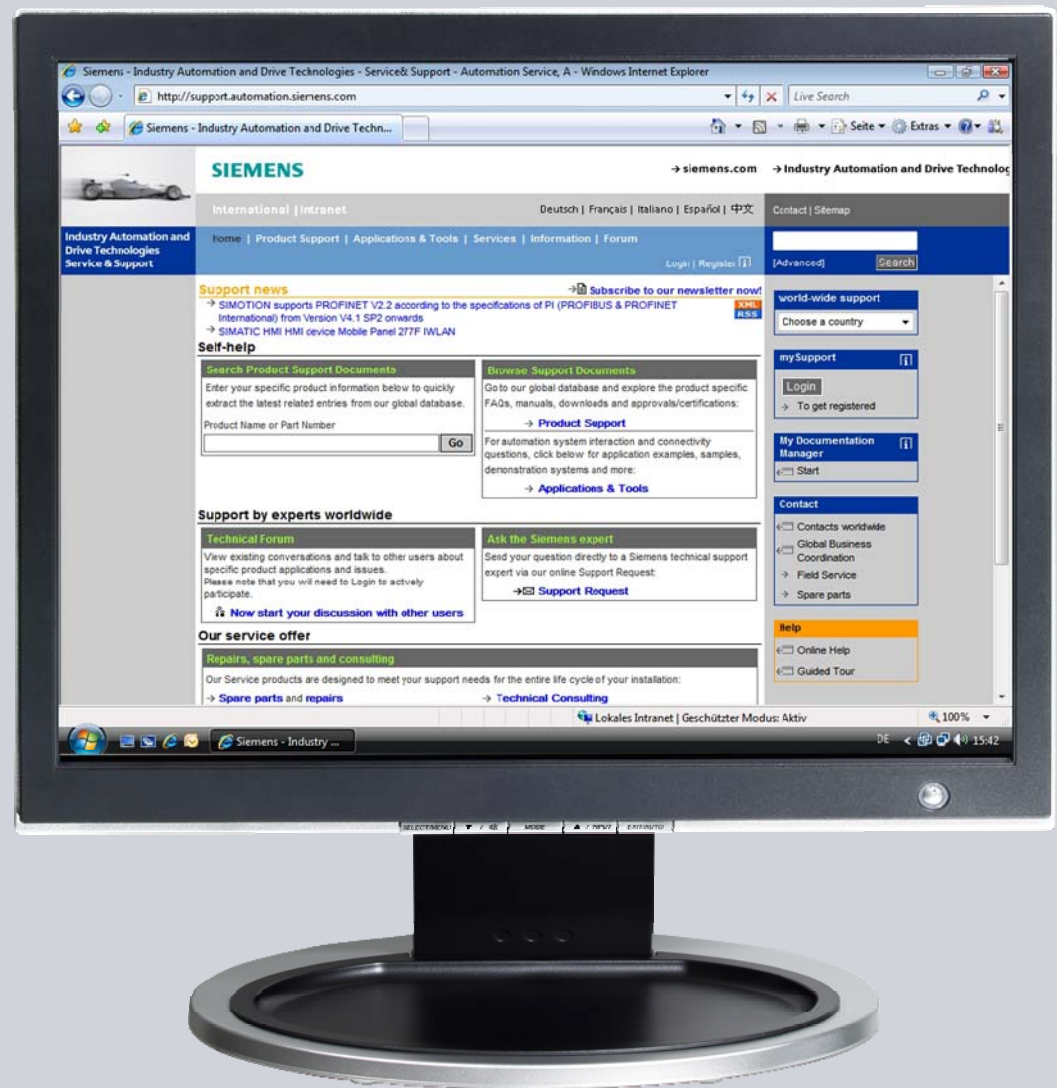 Siemens - Industry Automation and Drive Technologies - Service& Support - Automation Service, A - Windows Internet Explorer
http://support.automation.siemens.com
Live Search
Siemens - Industry Automation and Drive Techn...
Seite
Extras
SIEMENS
→ siemens.com
→ Industry Automation and Drive Technolog
International | Intranet
Deutsch | Français | Italiano | Español | 中文
Contact | Sitemap
Industry Automation and
Drive Technologies
Service & Support
Home | Product Support | Applications & Tools | Services | Information | Forum
Login | Register
[Advanced]
Search
Support news
→ Subscribe to our newsletter now!
→ SIMOTION supports PROFINET V2.2 according to the specifications of PI (PROFIBUS & PROFINET
International) from Version V4.1 SP2 onwards
XML
RSS
→ SIMATIC HMI HMI device Mobile Panel 277F IWLAN
Self-help
Search Product Support Documents
Enter your specific product information below to quickly
extract the latest related entries from our global database.
Product Name or Part Number
Go
Browse Support Documents
Go to our global database and explore the product specific
FAQs, manuals, downloads and approvals/certifications:
→ Product Support
For automation system interaction and connectivity
questions, click below for application examples, samples,
demonstration systems and more:
→ Applications & Tools
Support by experts worldwide
Technical Forum
View existing conversations and talk to other users about
specific product applications and issues.
Please note that you will need to Login to actively
participate.
Now start your discussion with other users
Ask the Siemens expert
Send your question directly to a Siemens technical support
expert via our online Support Request:
→ Support Request
Our service offer
Repairs, spare parts and consulting
Our Service products are designed to meet your support needs for the entire life cycle of your installation:
→ Spare parts and repairs
→ Technical Consulting
world-wide support
Choose a country
mySupport
Login
→ To get registered
My Documentation
Manager
Start
Contact
Contacts worldwide
Global Business
Coordination
→ Field Service
→ Spare parts
Help
Online Help
Guided Tour
Lokales Intranet | Geschützter Modus: Aktiv
100%
Siemens - Industry ...
DE
15:42
SELECT/MENU
MODE
▲ / INPUT
EXIT/AUTO